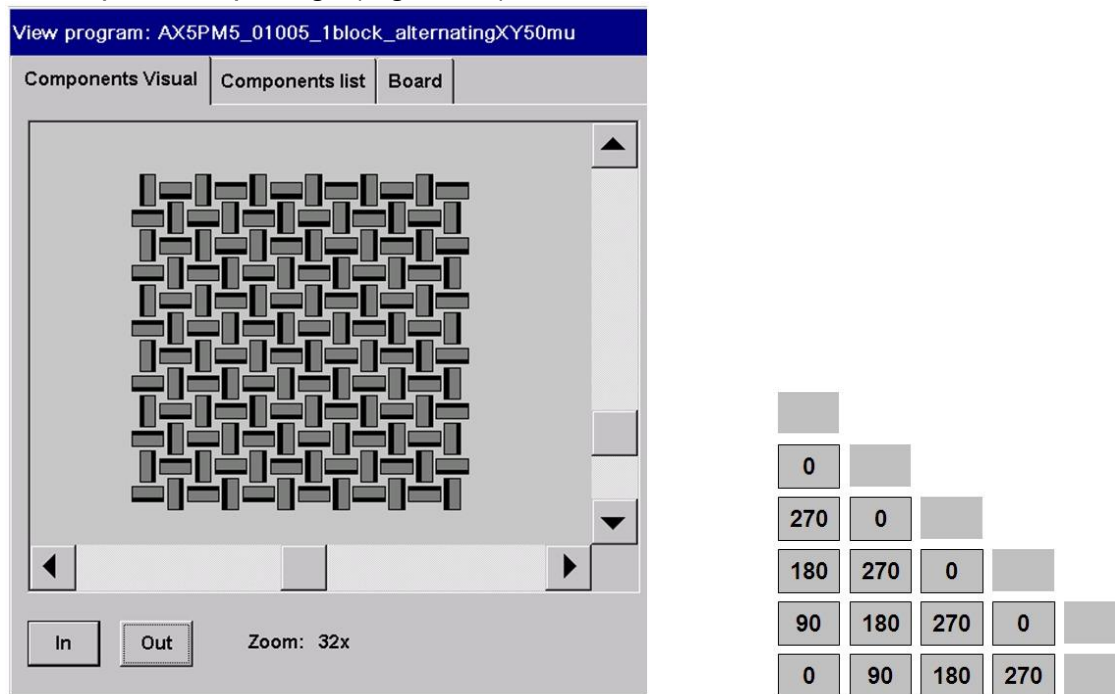 View program: AX5PM5_01005_1block_alternatingXY50mu
Components Visual Components list Board
In Out Zoom: 32x
0
270 0
180 270 0
90 180 270 0
0 90 180 270